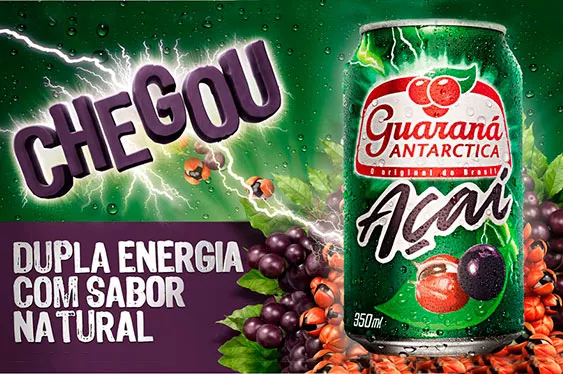 CHEGOU
DUPLA ENERGIA
COM SABOR
NATURAL
Guaraná
ANTARCTICA
O original do Brasil
Açaí
350ml